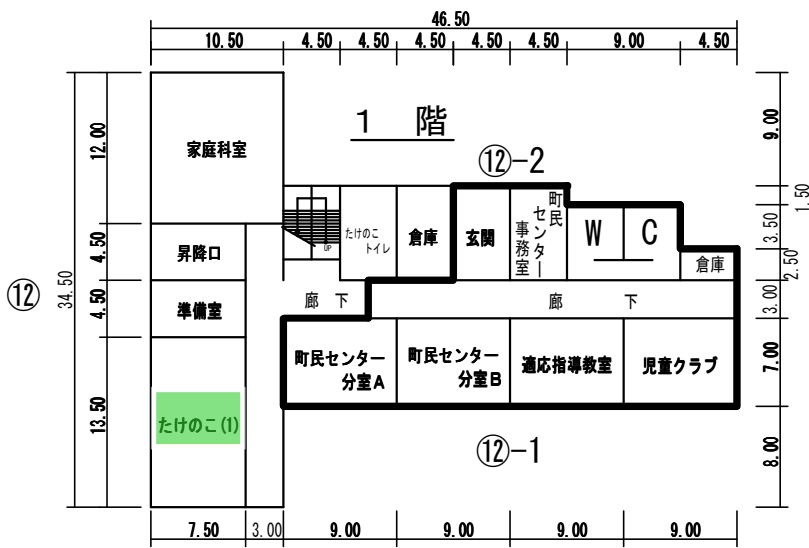 46.50
10.50 4.50 4.50 4.50 4.50 4.50 9.00 4.50
1 階
⑫-2
12.00
4.50
4.50
13.50
34.50
⑫
家庭科室
昇降口
準備室
たけのこ(1)
UP
たけのこ
トイレ
倉庫
玄関
町民
センター
事務室
W C
倉庫
廊 下
廊 下
町民センター
分室A
町民センター
分室B
適応指導教室
児童クラブ
⑫-1
9.00
1.50
3.50
2.50
3.00
7.00
8.00
7.50 3.00 9.00 9.00 9.00 9.00